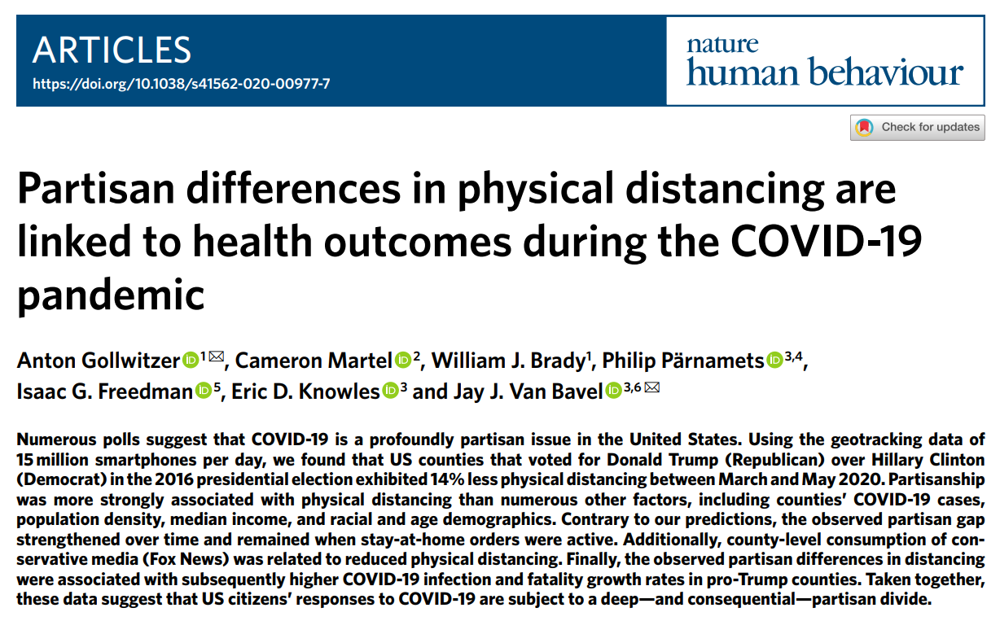 ARTICLES
https://doi.org/10.1038/s41562-020-00977-7
nature
human behaviour
Check for updates
Partisan differences in physical distancing are
linked to health outcomes during the COVID-19
pandemic
Anton Gollwitzer iD 1✉, Cameron Martel iD 2, William J. Brady1, Philip Pärnamets iD 3,4,
Isaac G. Freedman iD 5, Eric D. Knowles iD 3 and Jay J. Van Bavel iD 3,6✉
Numerous polls suggest that COVID-19 is a profoundly partisan issue in the United States. Using the geotracking data of
15 million smartphones per day, we found that US counties that voted for Donald Trump (Republican) over Hillary Clinton
(Democrat) in the 2016 presidential election exhibited 14% less physical distancing between March and May 2020. Partisanship
was more strongly associated with physical distancing than numerous other factors, including counties' COVID-19 cases,
population density, median income, and racial and age demographics. Contrary to our predictions, the observed partisan gap
strengthened over time and remained when stay-at-home orders were active. Additionally, county-level consumption of con-
servative media (Fox News) was related to reduced physical distancing. Finally, the observed partisan differences in distancing
were associated with subsequently higher COVID-19 infection and fatality growth rates in pro-Trump counties. Taken together,
these data suggest that US citizens' responses to COVID-19 are subject to a deep—and consequential—partisan divide.